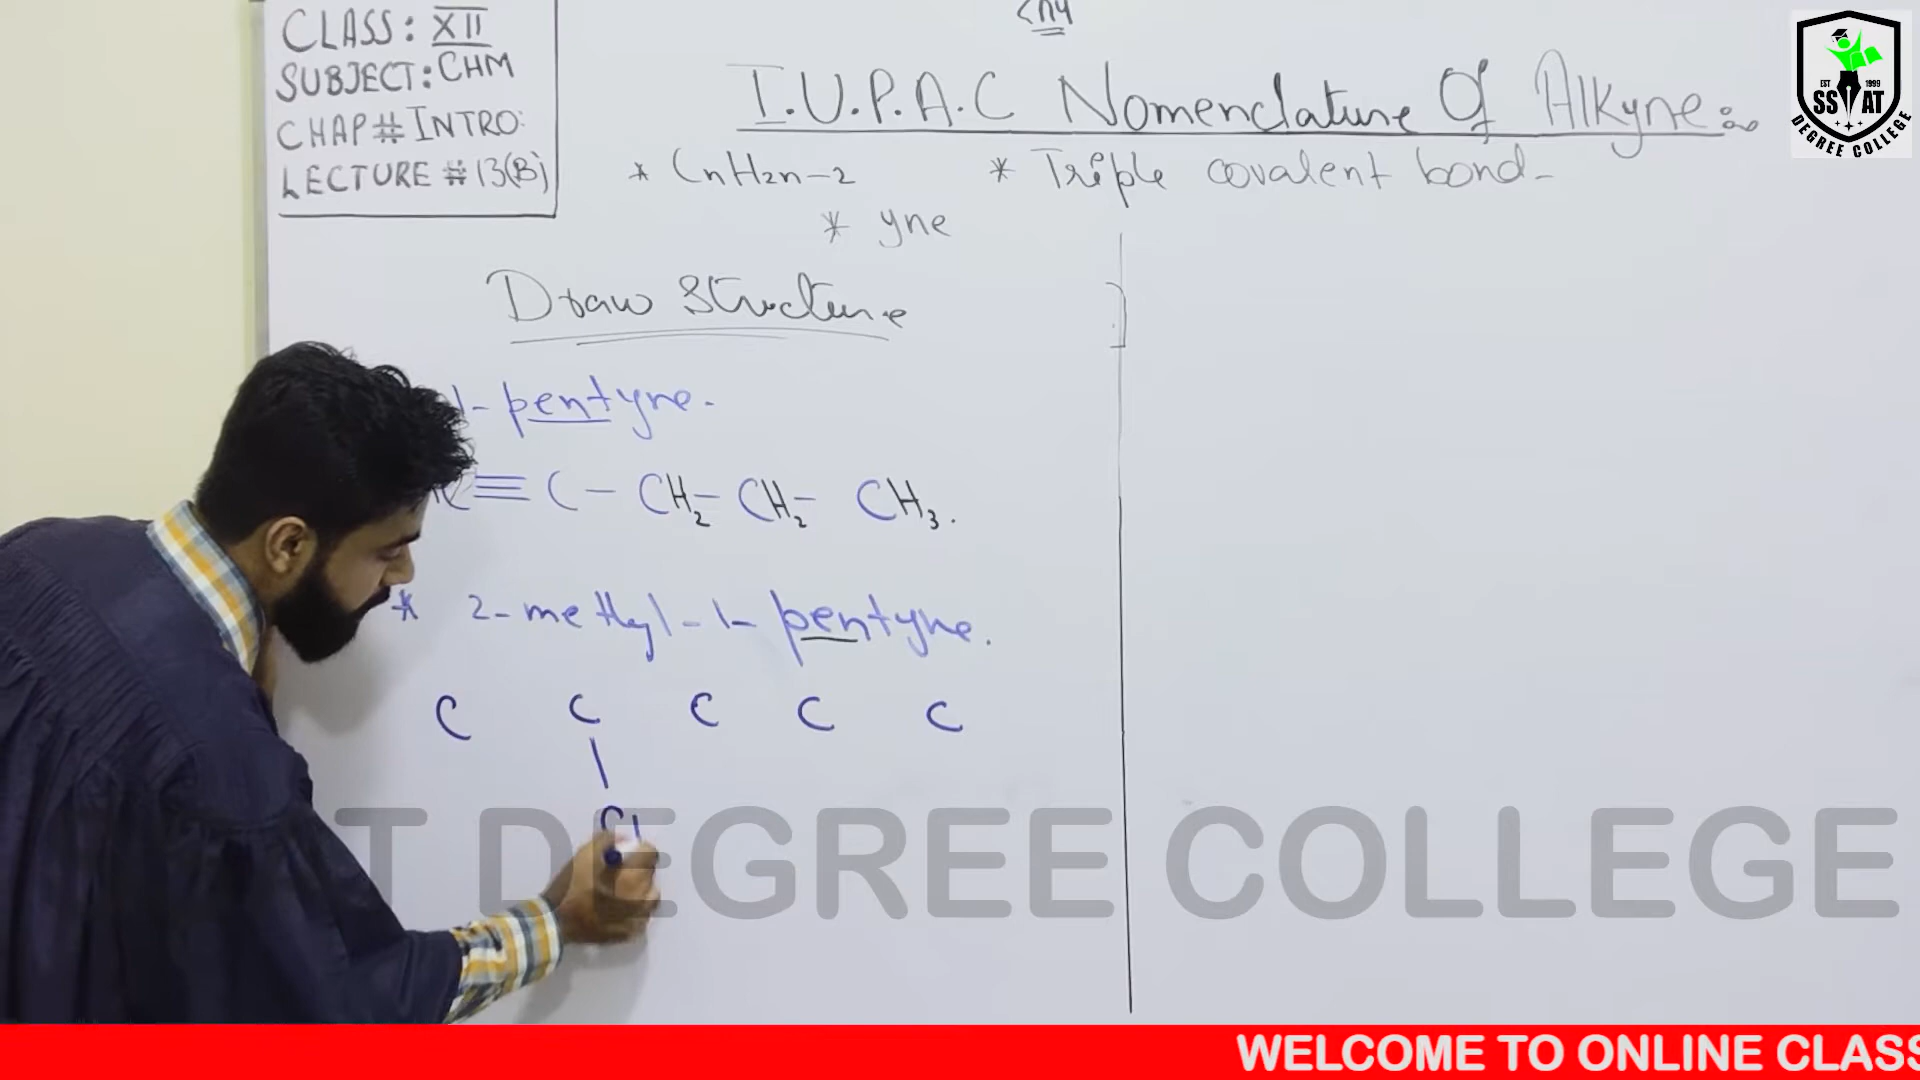 CLASS: XII
SUBJECT: CHM
CHAP # INTRO:
LECTURE # 13(B)
I.U.P.A.C Nomenclature Of Alkyne:
* CnH2n-2
* Triple covalent bond-
* yne
Draw Structure
1-pentyne.
C≡C-CH2-CH2-CH3.
* 2-methyl-1-pentyne.
C C C C C
|
C
EST 1999
SS AT
DEGREE COLLEGE
T DEGREE COLLEGE
WELCOME TO ONLINE CLASS